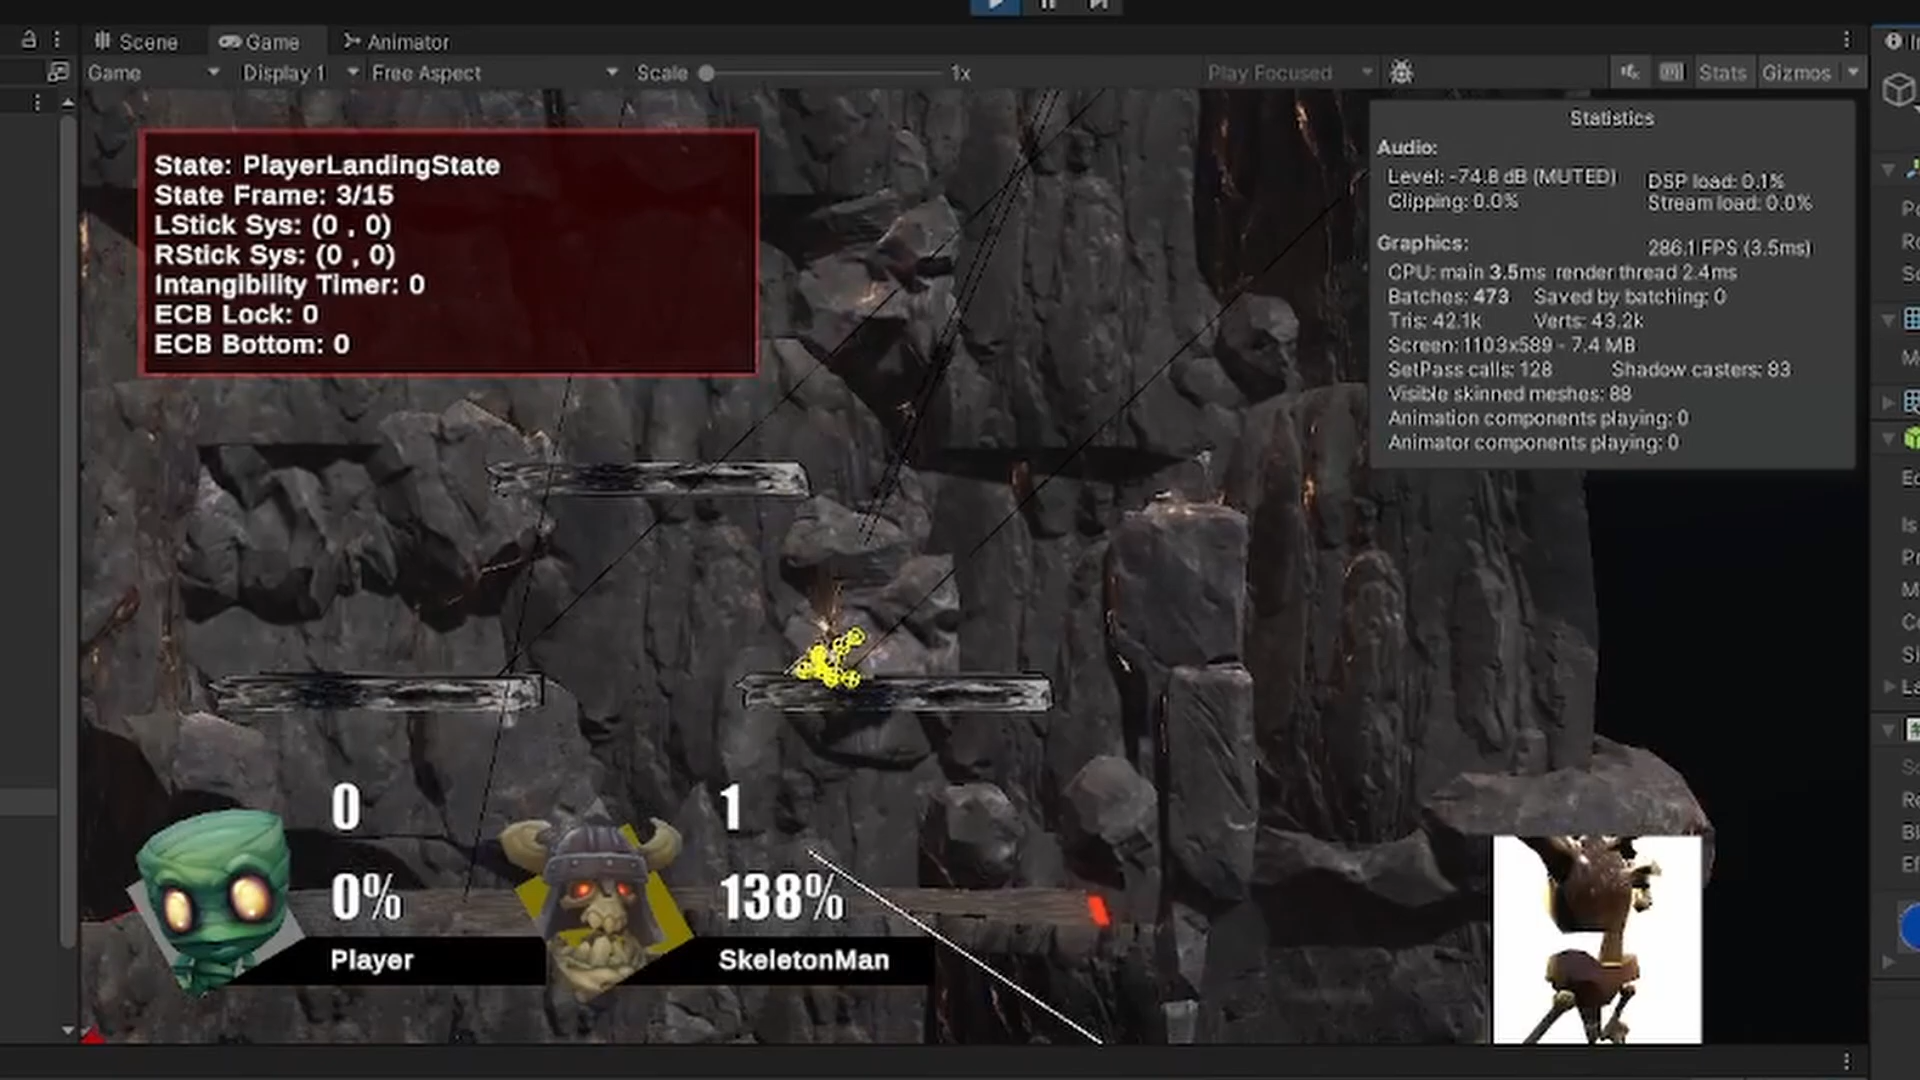 Scene
Game
Animator
Game
Display 1
Free Aspect
Scale
1x
Play Focused
Stats
Gizmos
State: PlayerLandingState
State Frame: 3/15
LStick Sys: (0 , 0)
RStick Sys: (0 , 0)
Intangibility Timer: 0
ECB Lock: 0
ECB Bottom: 0
Statistics
Audio:
Level: -74.8 dB (MUTED)
DSP load: 0.1%
Clipping: 0.0%
Stream load: 0.0%
Graphics:
286.1 FPS (3.5ms)
CPU: main 3.5ms render thread 2.4ms
Batches: 473 Saved by batching: 0
Tris: 42.1k Verts: 43.2k
Screen: 1103x589 - 7.4 MB
SetPass calls: 128 Shadow casters: 83
Visible skinned meshes: 88
Animation components playing: 0
Animator components playing: 0
0
0%
Player
1
138%
SkeletonMan